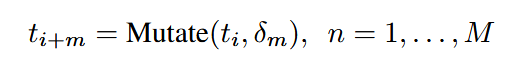 t_{i+m} = Mutate(t_i, δ_m), n = 1, . . . , M